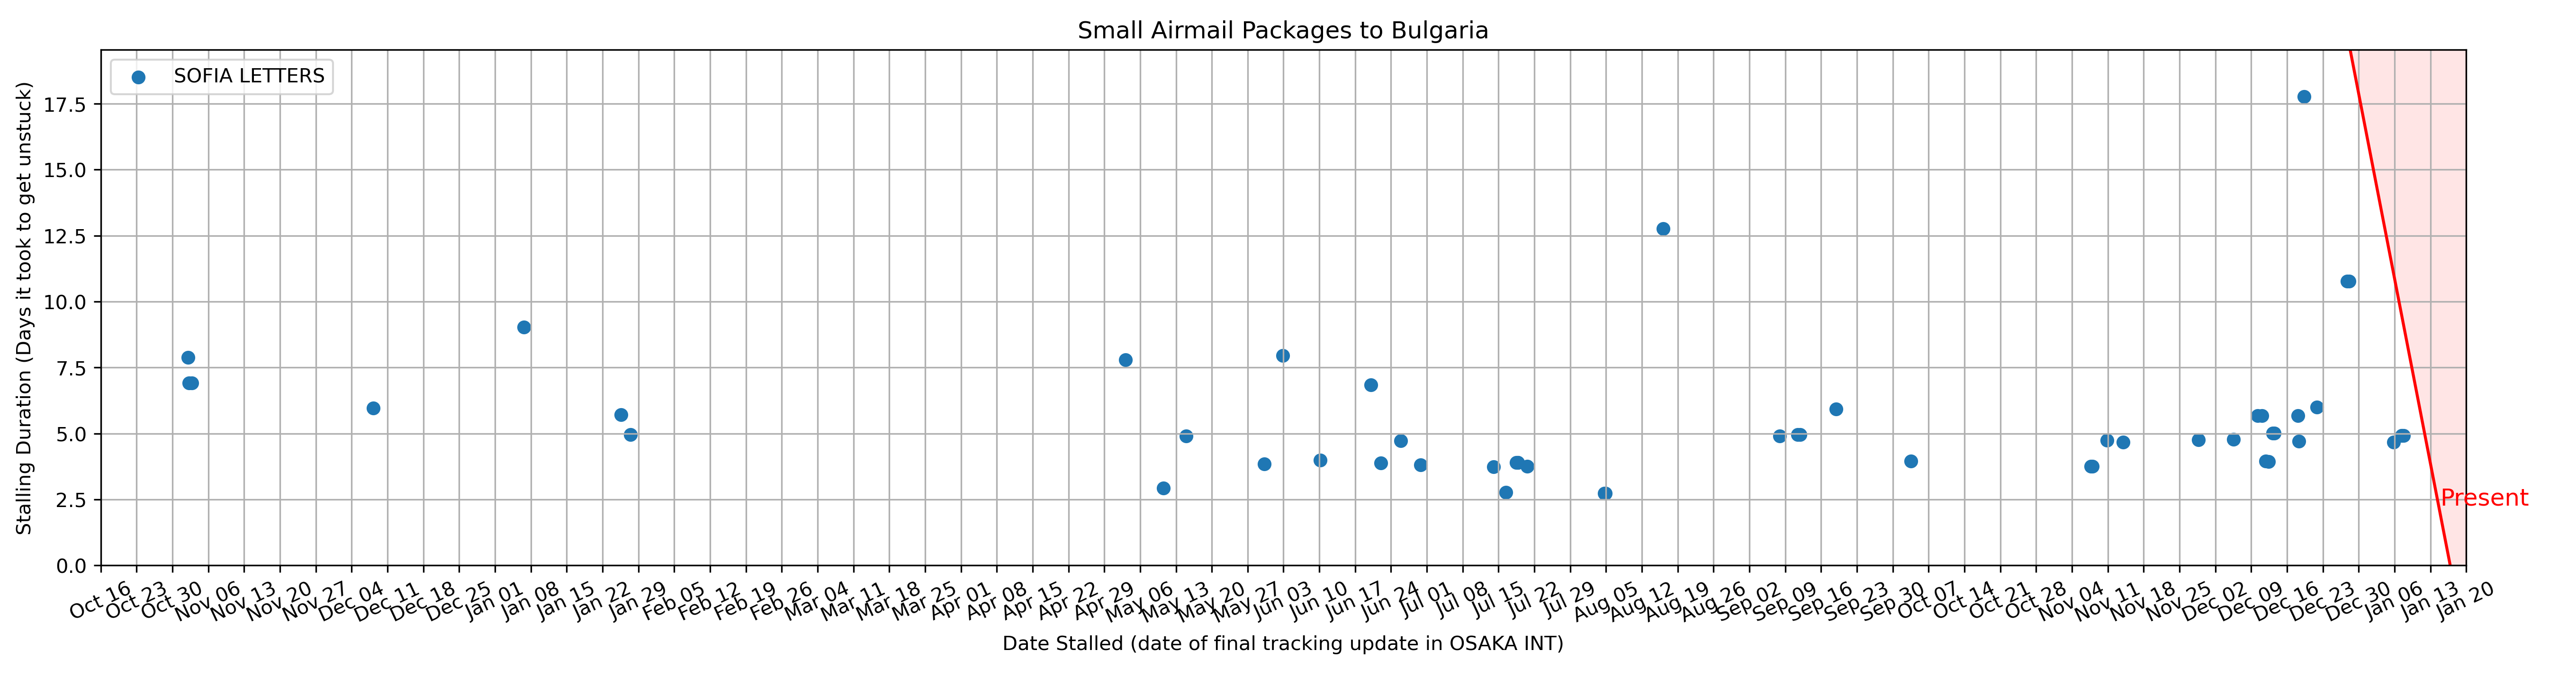 Small Airmail Packages to Bulgaria
SOFIA LETTERS
Stalling Duration (Days it took to get unstuck)
17.5
15.0
12.5
10.0
7.5
5.0
2.5
0.0
Present
Oct 16 Oct 23 Oct 30 Nov 06 Nov 13 Nov 20 Nov 27 Dec 04 Dec 11 Dec 18 Dec 25 Jan 01 Jan 08 Jan 15 Jan 22 Jan 29 Feb 05 Feb 12 Feb 19 Feb 26 Mar 04 Mar 11 Mar 18 Mar 25 Apr 01 Apr 08 Apr 15 Apr 22 Apr 29 May 06 May 13 May 20 May 27 Jun 03 Jun 10 Jun 17 Jun 24 Jul 01 Jul 08 Jul 15 Jul 22 Jul 29 Aug 05 Aug 12 Aug 19 Aug 26 Sep 02 Sep 09 Sep 16 Sep 23 Sep 30 Oct 07 Oct 14 Oct 21 Oct 28 Nov 04 Nov 11 Nov 18 Nov 25 Dec 02 Dec 09 Dec 16 Dec 23 Dec 30 Jan 06 Jan 13 Jan 20
Date Stalled (date of final tracking update in OSAKA INT)